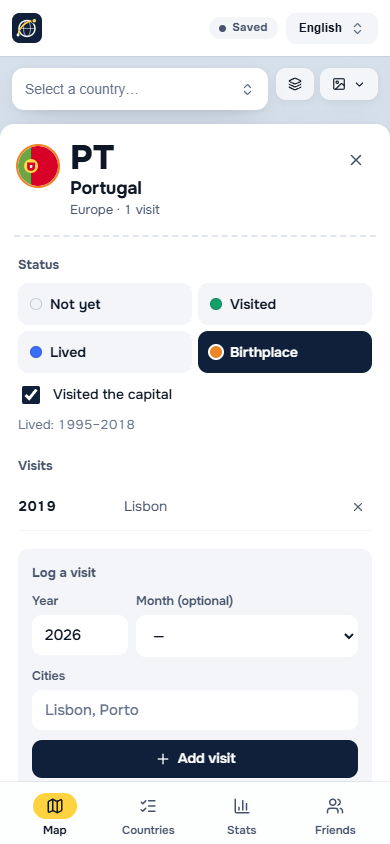 Saved
English
Select a country…
PT
Portugal
Europe · 1 visit
Status
Not yet
Visited
Lived
Birthplace
Visited the capital
Lived: 1995–2018
Visits
2019 Lisbon
Log a visit
Year Month (optional)
2026 —
Cities
Lisbon, Porto
Add visit
Map Countries Stats Friends